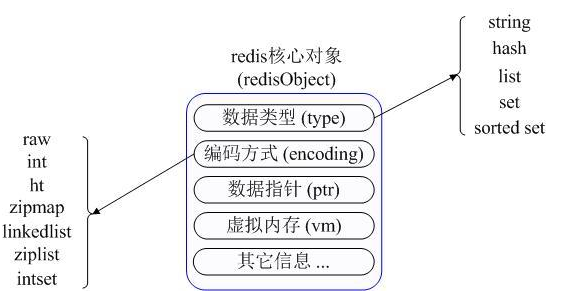 redis核心对象
(redisObject)
数据类型 (type)
编码方式 (encoding)
数据指针 (ptr)
虚拟内存 (vm)
其它信息 ...
string
hash
list
set
sorted set
raw
int
ht
zipmap
linkedlist
ziplist
intset